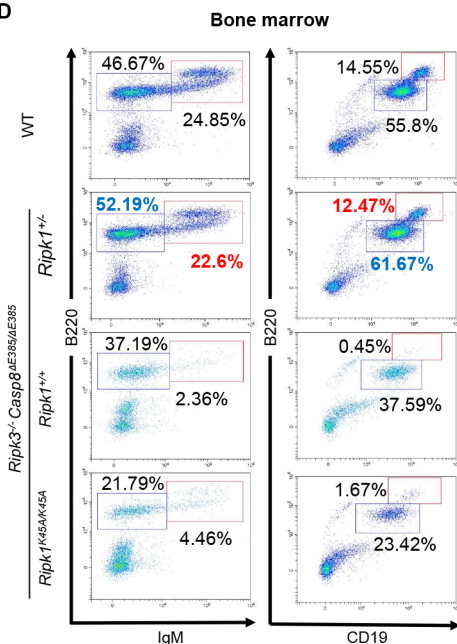 D
Bone marrow
WT
46.67%
24.85%
14.55%
55.8%
Ripk3-/- Casp8ΔE385/ΔE385
Ripk1+/-
52.19%
22.6%
12.47%
61.67%
B220
B220
Ripk1+/+
37.19%
2.36%
0.45%
37.59%
Ripk1K45A/K45A
21.79%
4.46%
1.67%
23.42%
IgM
CD19